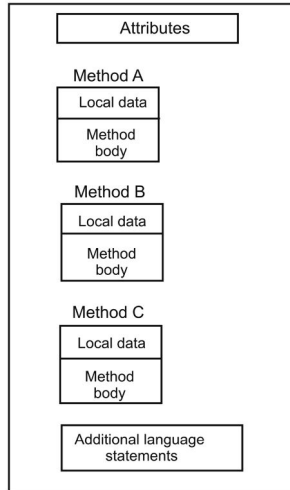 Attributes
Method A
Local data
Method
body
Method B
Local data
Method
body
Method C
Local data
Method
body
Additional language
statements